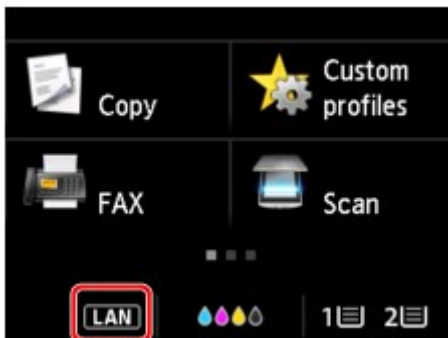 Copy
Custom
profiles
FAX
Scan
LAN
1 2